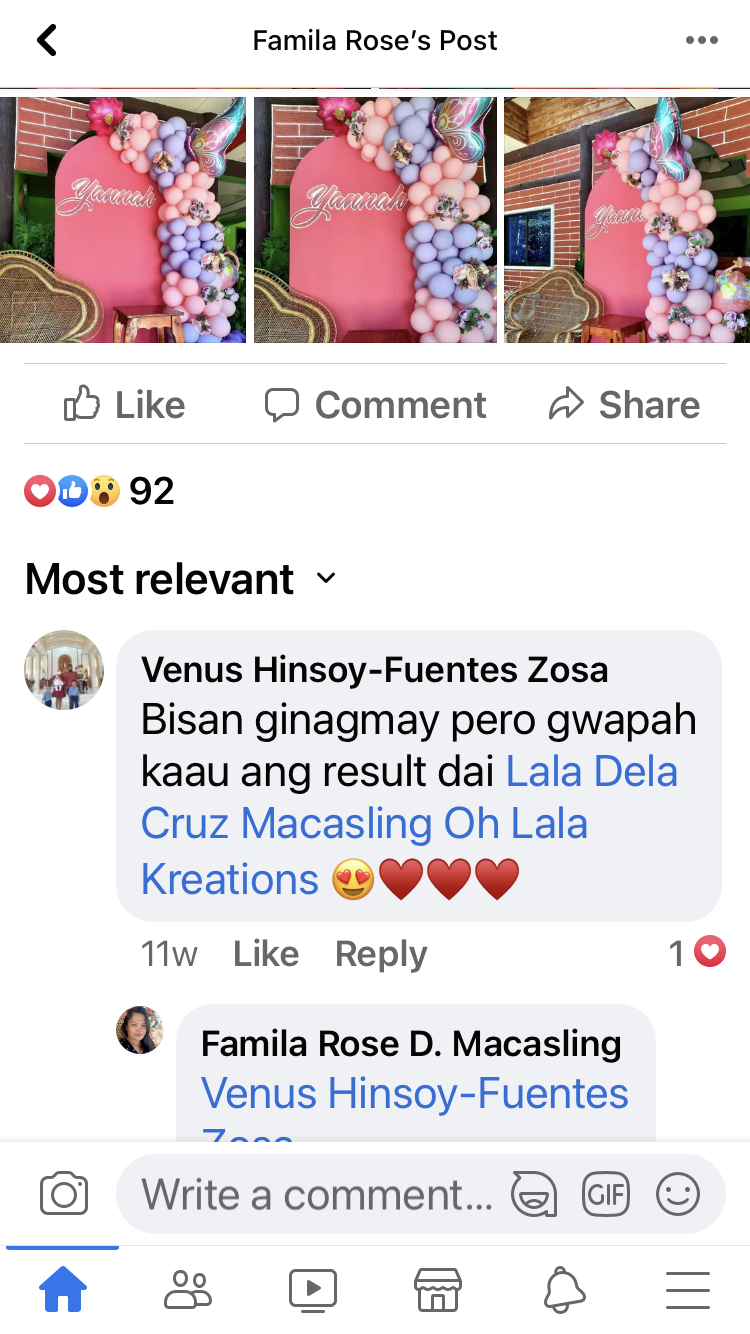 Famila Rose’s Post
Yannah
Yannah
Yann
Like
Comment
Share
92
Most relevant
Venus Hinsoy-Fuentes Zosa
Bisan ginagmay pero gwapah
kaau ang result dai Lala Dela
Cruz Macasling Oh Lala
Kreations 😍♥️♥️♥️
11w Like Reply 1
Famila Rose D. Macasling
Venus Hinsoy-Fuentes
Zosa
Write a comment...
GIF